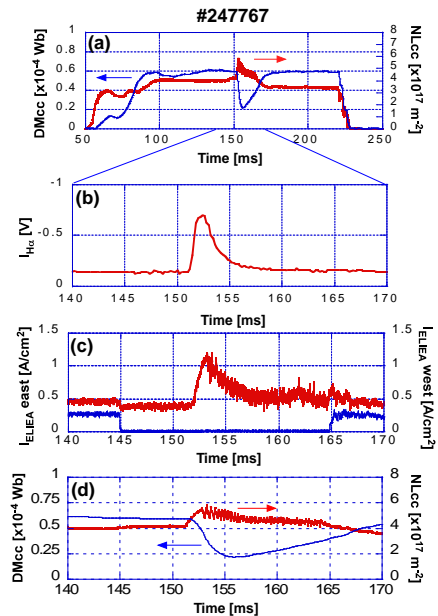 #247767
(a)
DMcc [x10⁻⁴ Wb]
1
0.8
0.6
0.4
0.2
0
NLcc [x10¹⁷ m⁻²]
8
7
6
5
4
3
2
1
0
50 100 150 200 250
Time [ms]
(b)
I_Hα [V]
-1
-0.5
0
140 145 150 155 160 165 170
Time [ms]
(c)
I_ELIEA east [A/cm²]
1.5
1
0.5
0
I_ELIEA west [A/cm²]
1.5
1
0.5
0
140 145 150 155 160 165 170
Time [ms]
(d)
DMcc [x10⁻⁴ Wb]
1
0.75
0.5
0.25
0
NLcc [x10¹⁷ m⁻²]
8
6
4
2
0
140 145 150 155 160 165 170
Time [ms]